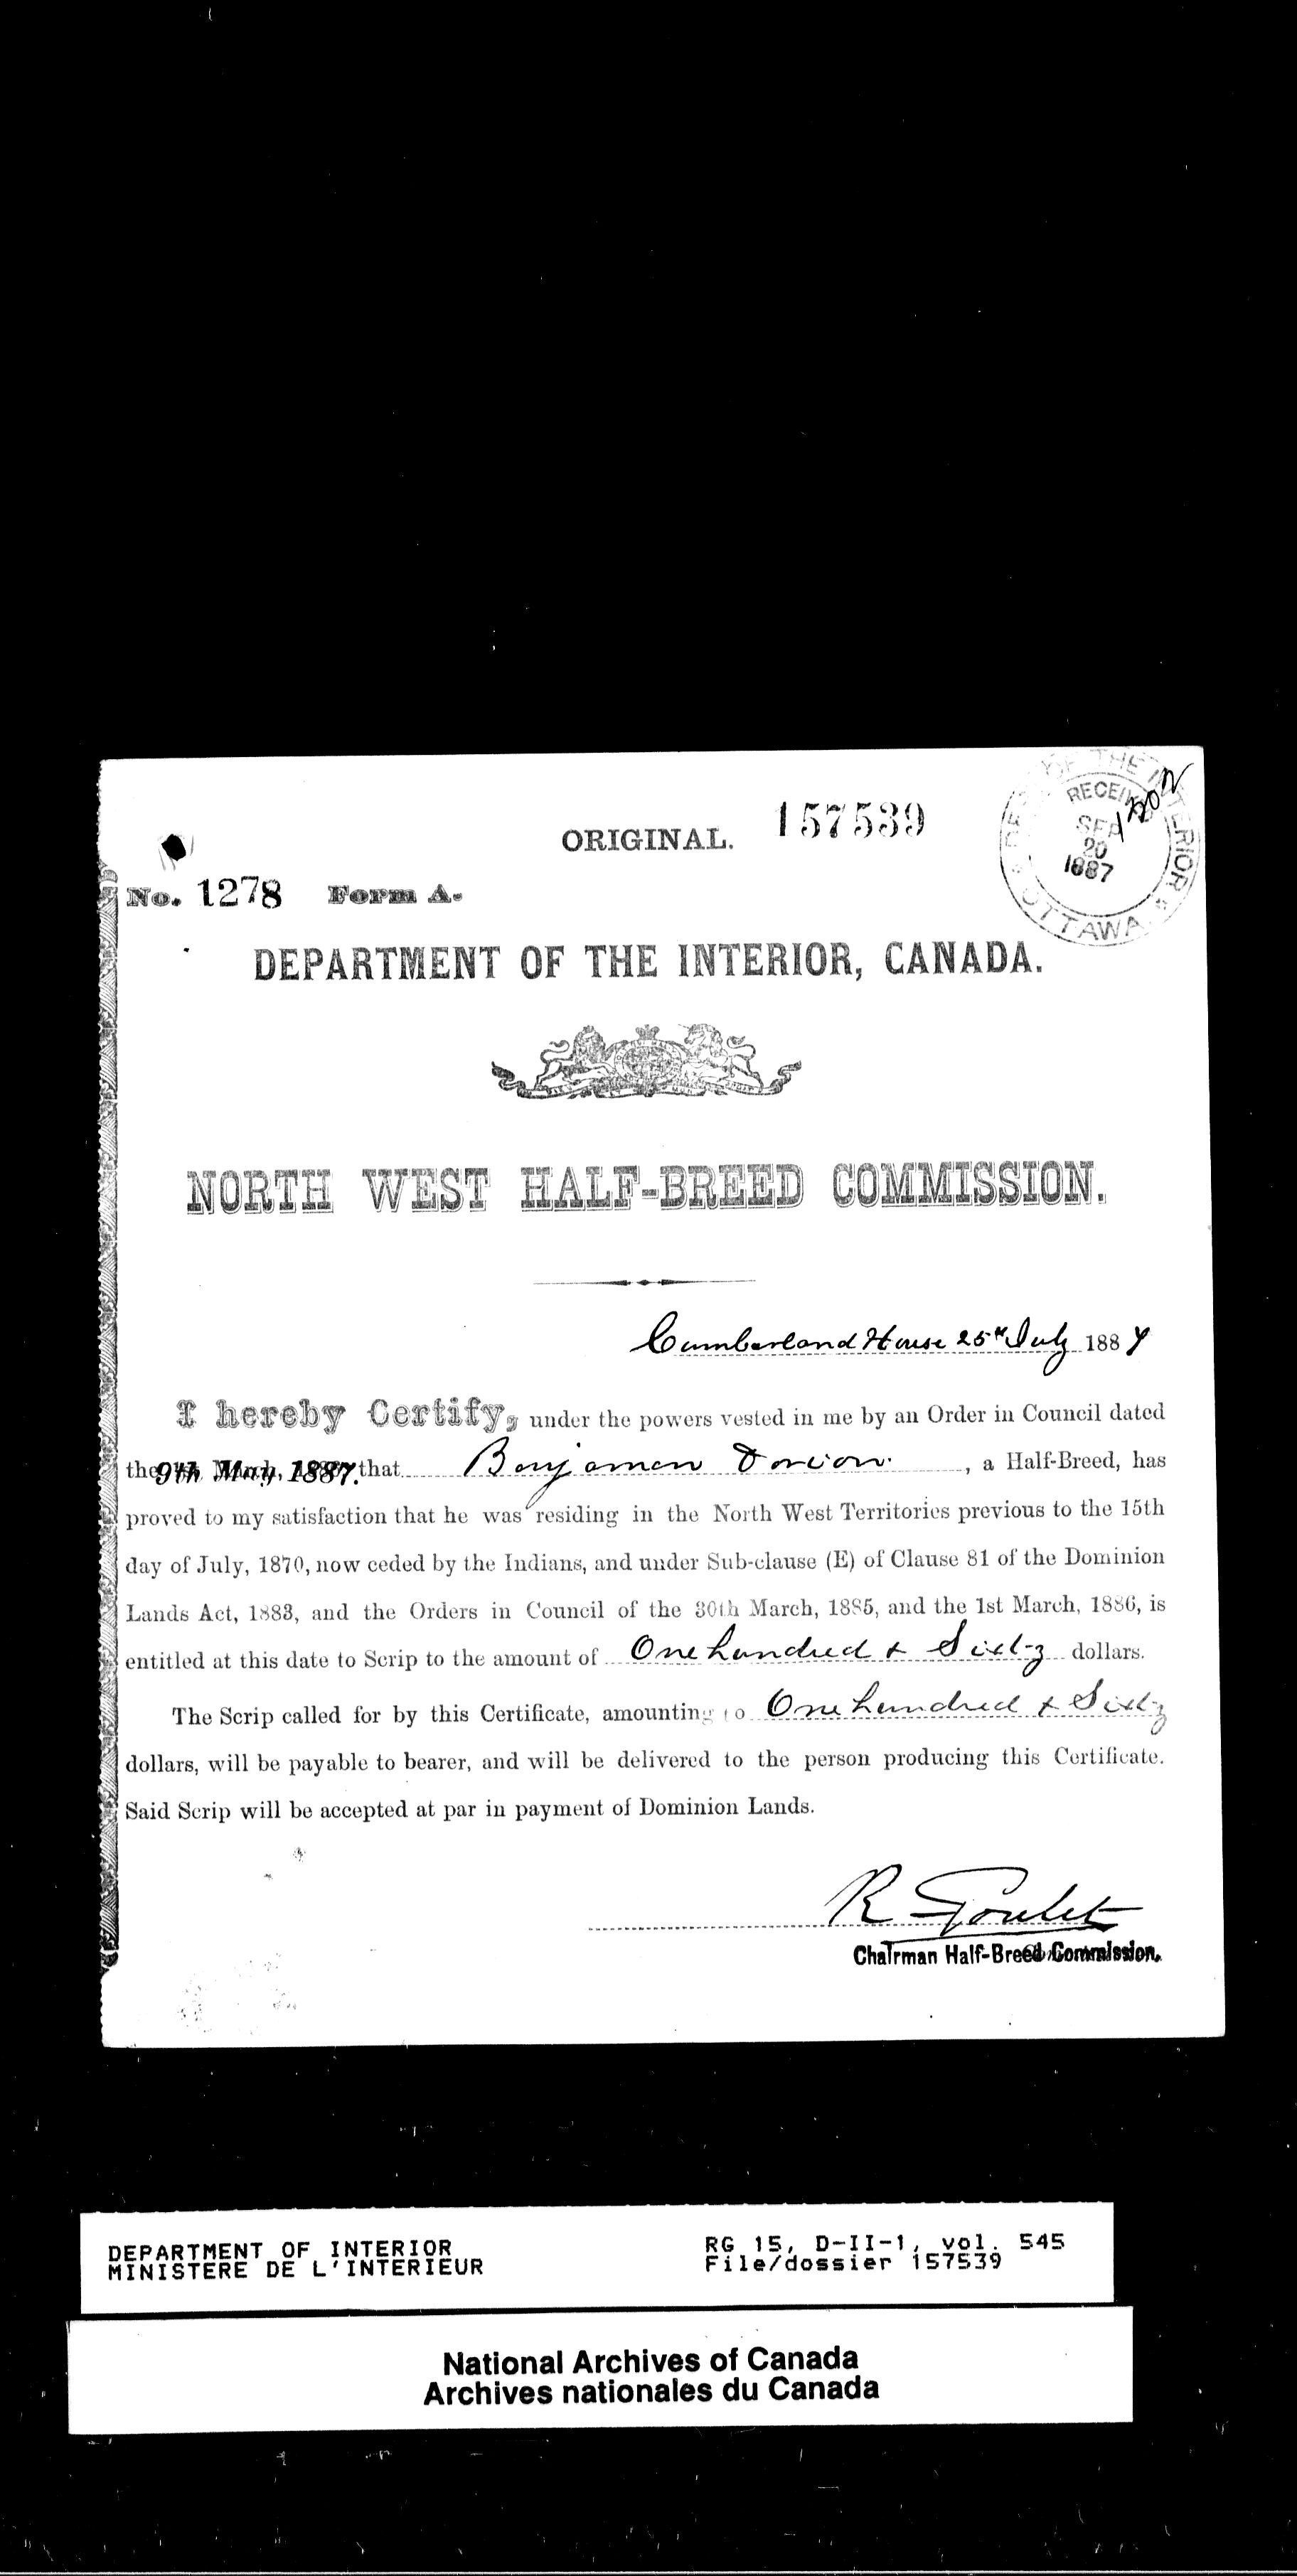 ORIGINAL. 157539
DEPT OF THE INTERIOR
RECEIVED
SEP
20
1887
OTTAWA
No. 1278 Form A.
DEPARTMENT OF THE INTERIOR, CANADA.
NORTH WEST HALF-BREED COMMISSION.
Cumberland House 25th July 1887
I hereby Certify, under the powers vested in me by an Order in Council dated
the 9th May, 1887. that Benjamen Dorion. , a Half-Breed, has
proved to my satisfaction that he was residing in the North West Territories previous to the 15th
day of July, 1870, now ceded by the Indians, and under Sub-clause (E) of Clause 81 of the Dominion
Lands Act, 1883, and the Orders in Council of the 30th March, 1885, and the 1st March, 1886, is
entitled at this date to Scrip to the amount of One hundred & Sixty dollars.
The Scrip called for by this Certificate, amounting to One hundred & Sixty
dollars, will be payable to bearer, and will be delivered to the person producing this Certificate.
Said Scrip will be accepted at par in payment of Dominion Lands.
R Goulet
Chairman Half-Breed Commission.
DEPARTMENT OF INTERIOR RG 15, D-II-1, vol. 545
MINISTERE DE L'INTERIEUR File/dossier 157539
National Archives of Canada
Archives nationales du Canada